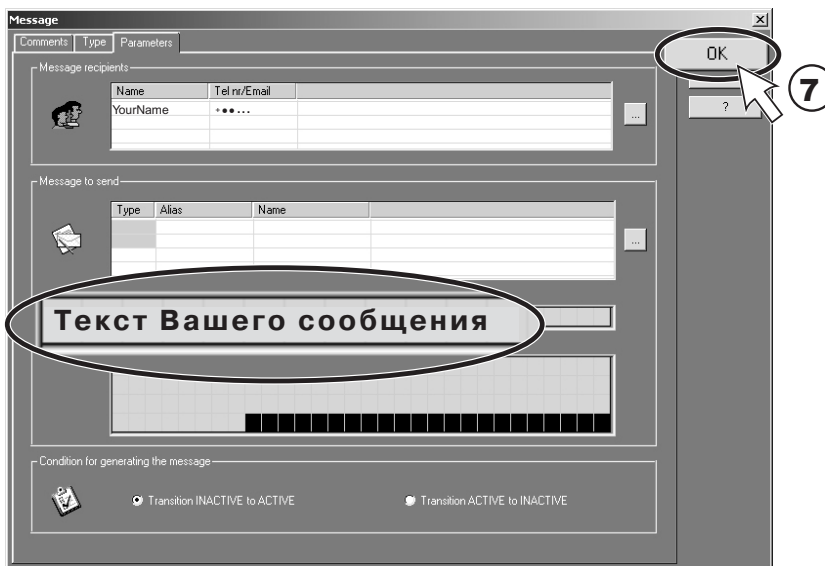 Message
Comments Type Parameters
OK
7
?
Message recipients
Name Tel nr/Email
YourName +●●...
...
Message to send
Type Alias Name
...
Текст Вашего сообщения
Condition for generating the message
Transition INACTIVE to ACTIVE Transition ACTIVE to INACTIVE